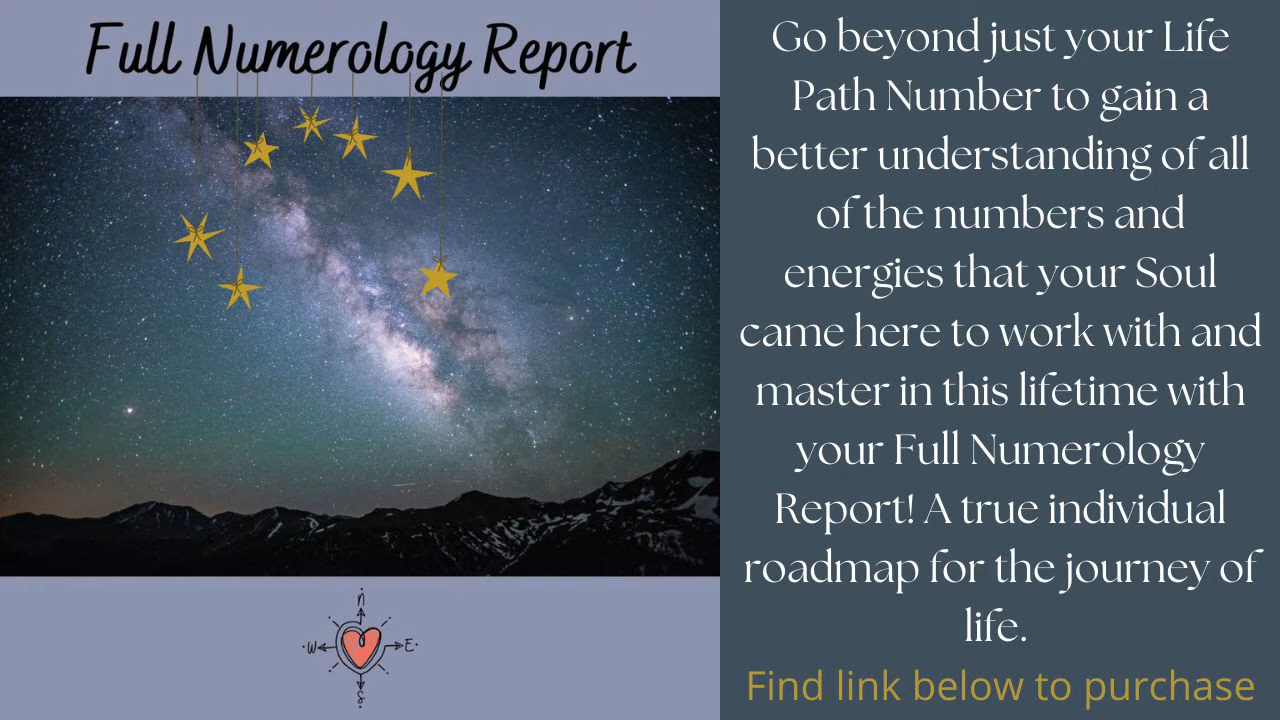 Full Numerology Report
n
W E
S
Go beyond just your Life
Path Number to gain a
better understanding of all
of the numbers and
energies that your Soul
came here to work with and
master in this lifetime with
your Full Numerology
Report! A true individual
roadmap for the journey of
life.
Find link below to purchase